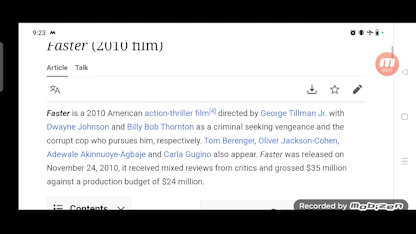 9:23
Faster (2010 film)
Article Talk
Faster is a 2010 American action-thriller film[4] directed by George Tillman Jr. with
Dwayne Johnson and Billy Bob Thornton as a criminal seeking vengeance and the
corrupt cop who pursues him, respectively. Tom Berenger, Oliver Jackson-Cohen,
Adewale Akinnuoye-Agbaje and Carla Gugino also appear. Faster was released on
November 24, 2010, it received mixed reviews from critics and grossed $35 million
against a production budget of $24 million.
Contents
Recorded by Mobizen